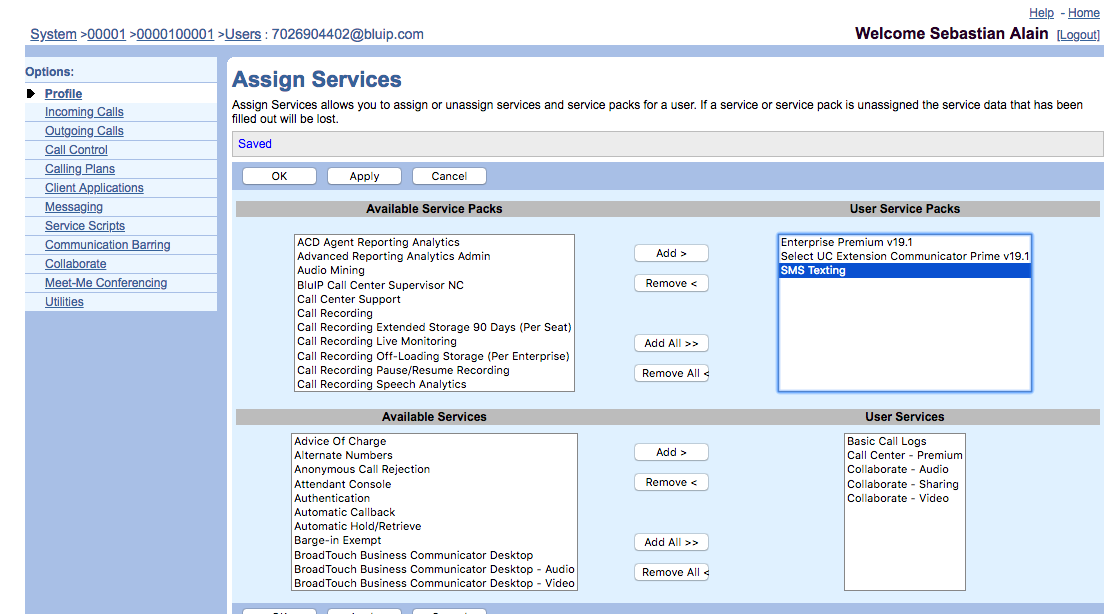 Help - Home
System >00001 >0000100001 >Users : 7026904402@bluip.com
Welcome Sebastian Alain [Logout]
Options:
Profile
Incoming Calls
Outgoing Calls
Call Control
Calling Plans
Client Applications
Messaging
Service Scripts
Communication Barring
Collaborate
Meet-Me Conferencing
Utilities
Assign Services
Assign Services allows you to assign or unassign services and service packs for a user. If a service or service pack is unassigned the service data that has been
filled out will be lost.
Saved
OK Apply Cancel
Available Service Packs
ACD Agent Reporting Analytics
Advanced Reporting Analytics Admin
Audio Mining
BluIP Call Center Supervisor NC
Call Center Support
Call Recording
Call Recording Extended Storage 90 Days (Per Seat)
Call Recording Live Monitoring
Call Recording Off-Loading Storage (Per Enterprise)
Call Recording Pause/Resume Recording
Call Recording Speech Analytics
Add >
Remove <
Add All >>
Remove All <
User Service Packs
Enterprise Premium v19.1
Select UC Extension Communicator Prime v19.1
SMS Texting
Available Services
Advice Of Charge
Alternate Numbers
Anonymous Call Rejection
Attendant Console
Authentication
Automatic Callback
Automatic Hold/Retrieve
Barge-in Exempt
BroadTouch Business Communicator Desktop
BroadTouch Business Communicator Desktop - Audio
BroadTouch Business Communicator Desktop - Video
Add >
Remove <
Add All >>
Remove All <
User Services
Basic Call Logs
Call Center - Premium
Collaborate - Audio
Collaborate - Sharing
Collaborate - Video